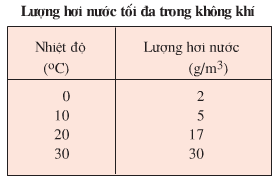 Lượng hơi nước tối đa trong không khí
Nhiệt độ Lượng hơi nước
(ºC) (g/m³)
0 2
10 5
20 17
30 30